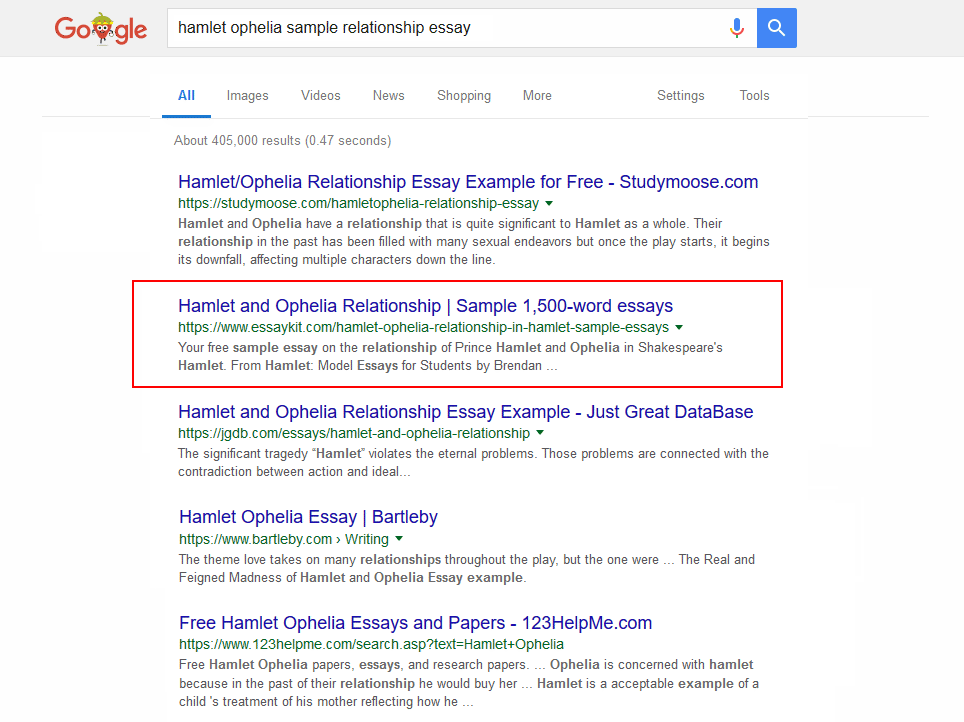 Google
hamlet ophelia sample relationship essay
All Images Videos News Shopping More Settings Tools
About 405,000 results (0.47 seconds)
Hamlet/Ophelia Relationship Essay Example for Free - Studymoose.com
https://studymoose.com/hamletophelia-relationship-essay
Hamlet and Ophelia have a relationship that is quite significant to Hamlet as a whole. Their
relationship in the past has been filled with many sexual endeavors but once the play starts, it begins
its downfall, affecting multiple characters down the line.
Hamlet and Ophelia Relationship | Sample 1,500-word essays
https://www.essaykit.com/hamlet-ophelia-relationship-in-hamlet-sample-essays
Your free sample essay on the relationship of Prince Hamlet and Ophelia in Shakespeare's
Hamlet. From Hamlet: Model Essays for Students by Brendan ...
Hamlet and Ophelia Relationship Essay Example - Just Great DataBase
https://jgdb.com/essays/hamlet-and-ophelia-relationship
The significant tragedy “Hamlet” violates the eternal problems. Those problems are connected with the
contradiction between action and ideal...
Hamlet Ophelia Essay | Bartleby
https://www.bartleby.com › Writing
The theme love takes on many relationships throughout the play, but the one were ... The Real and
Feigned Madness of Hamlet and Ophelia Essay example.
Free Hamlet Ophelia Essays and Papers - 123HelpMe.com
https://www.123helpme.com/search.asp?text=Hamlet+Ophelia
Free Hamlet Ophelia papers, essays, and research papers. ... Ophelia is concerned with hamlet
because in the past of their relationship he would buy her ... Hamlet is a acceptable example of a
child 's treatment of his mother reflecting how he ...